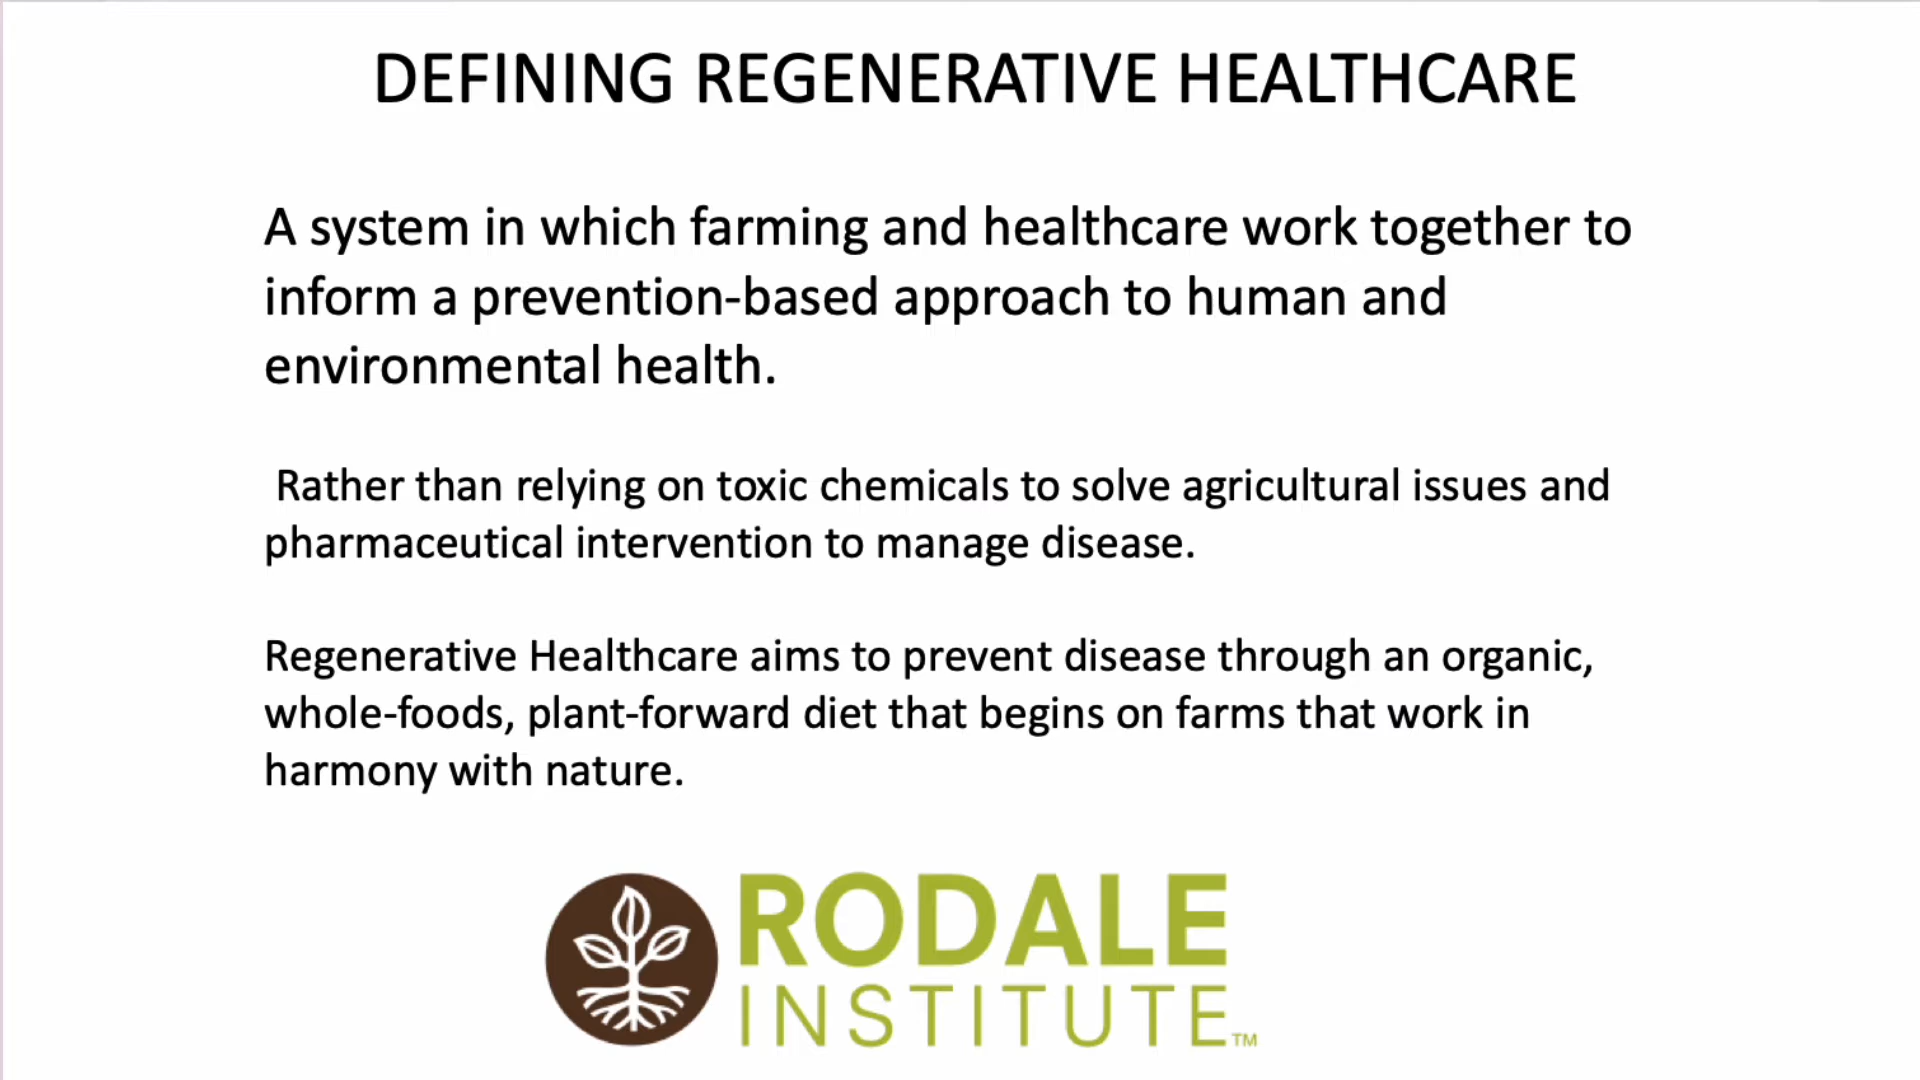 DEFINING REGENERATIVE HEALTHCARE
A system in which farming and healthcare work together to
inform a prevention-based approach to human and
environmental health.
Rather than relying on toxic chemicals to solve agricultural issues and
pharmaceutical intervention to manage disease.
Regenerative Healthcare aims to prevent disease through an organic,
whole-foods, plant-forward diet that begins on farms that work in
harmony with nature.
RODALE
INSTITUTE™